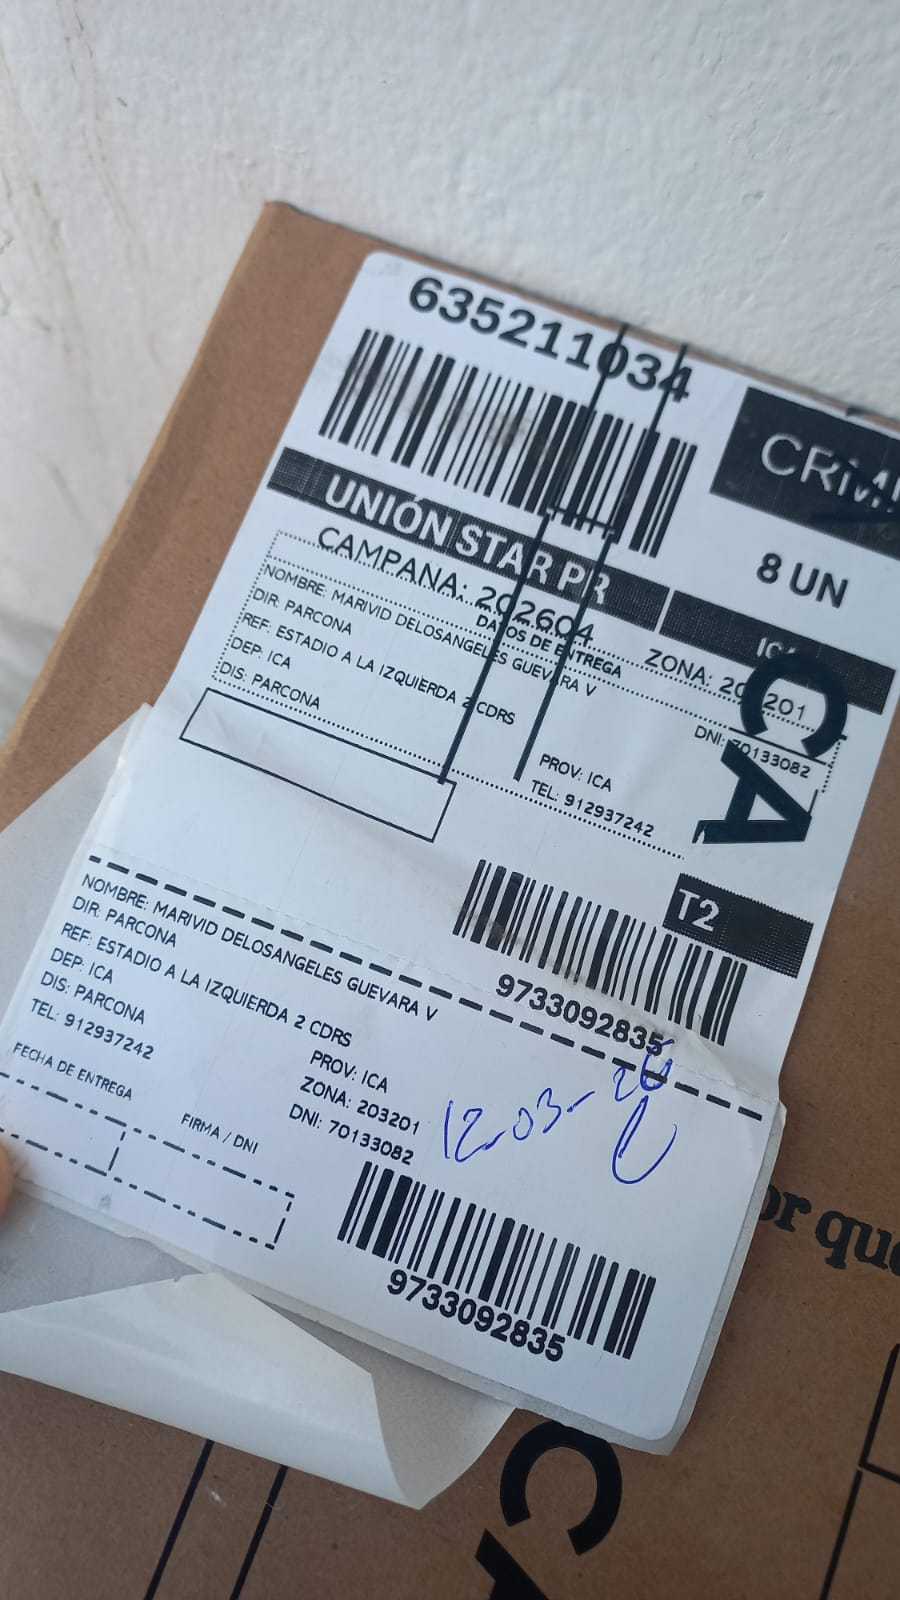 635211034
8 UN
UNIÓN STAR PR
CAMPANA: 202604
ZONA: 203201
DATOS DE ENTREGA
NOMBRE: MARIVID DELOSANGELES GUEVARA V
DIR: PARCONA
DNI: 70133082
REF: ESTADIO A LA IZQUIERDA 2 CDRS
DEP: ICA
PROV: ICA
DIS: PARCONA
TEL: 912937242
CA
T2
9733092835
NOMBRE: MARIVID DELOSANGELES GUEVARA V
DIR: PARCONA
REF: ESTADIO A LA IZQUIERDA 2 CDRS
DEP: ICA
PROV: ICA
DIS: PARCONA
ZONA: 203201
TEL: 912937242
DNI: 70133082
12-03-26
FECHA DE ENTREGA
FIRMA / DNI
9733092835
or que
CA